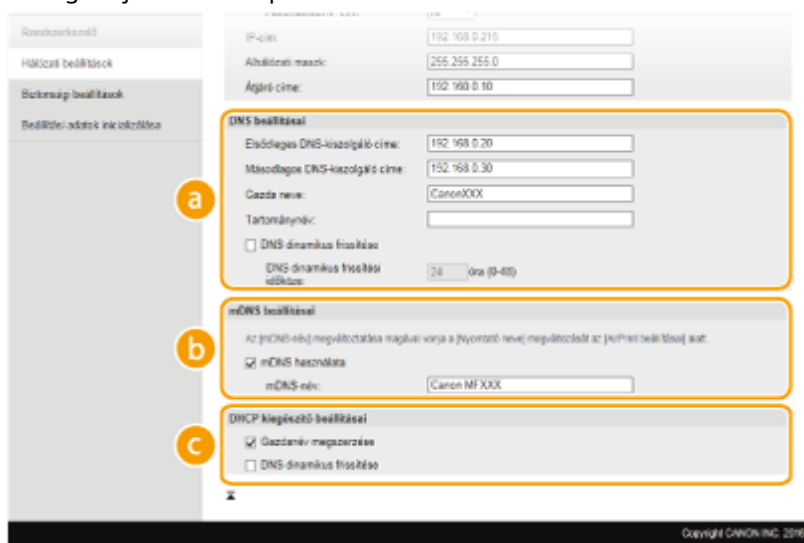 Rendszerkezelő
Hálózati beállítások
Biztonsági beállítások
Beállítási adatok inicializálása
IP-cím: 192.168.0.215
Alhálózati maszk: 255.255.255.0
Átjáró címe: 192.168.0.10
a
DNS beállításai
Elsődleges DNS-kiszolgáló címe: 192.168.0.20
Másodlagos DNS-kiszolgáló címe: 192.168.0.30
Gazda neve: CanonXXX
Tartománynév:
DNS dinamikus frissítése
DNS dinamikus frissítési időköze: 24 óra (0-48)
b
mDNS beállításai
Az [mDNS-név] megváltoztatása magával vonja a [Nyomtató neve] megváltozását az [AirPrint beállításai] alatt.
mDNS használata
mDNS-név: Canon MFXXX
c
DHCP kiegészítő beállításai
Gazdanév megszerzése
DNS dinamikus frissítése
Copyright CANON INC. 2016